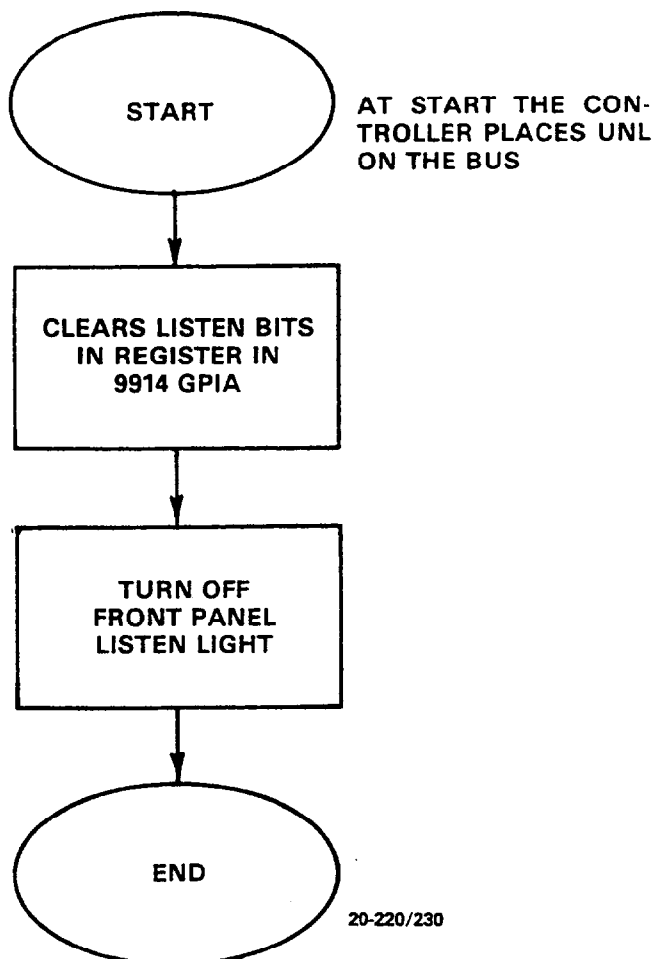 START
AT START THE CON-
TROLLER PLACES UNL
ON THE BUS
CLEARS LISTEN BITS
IN REGISTER IN
9914 GPIA
TURN OFF
FRONT PANEL
LISTEN LIGHT
END
20-220/230